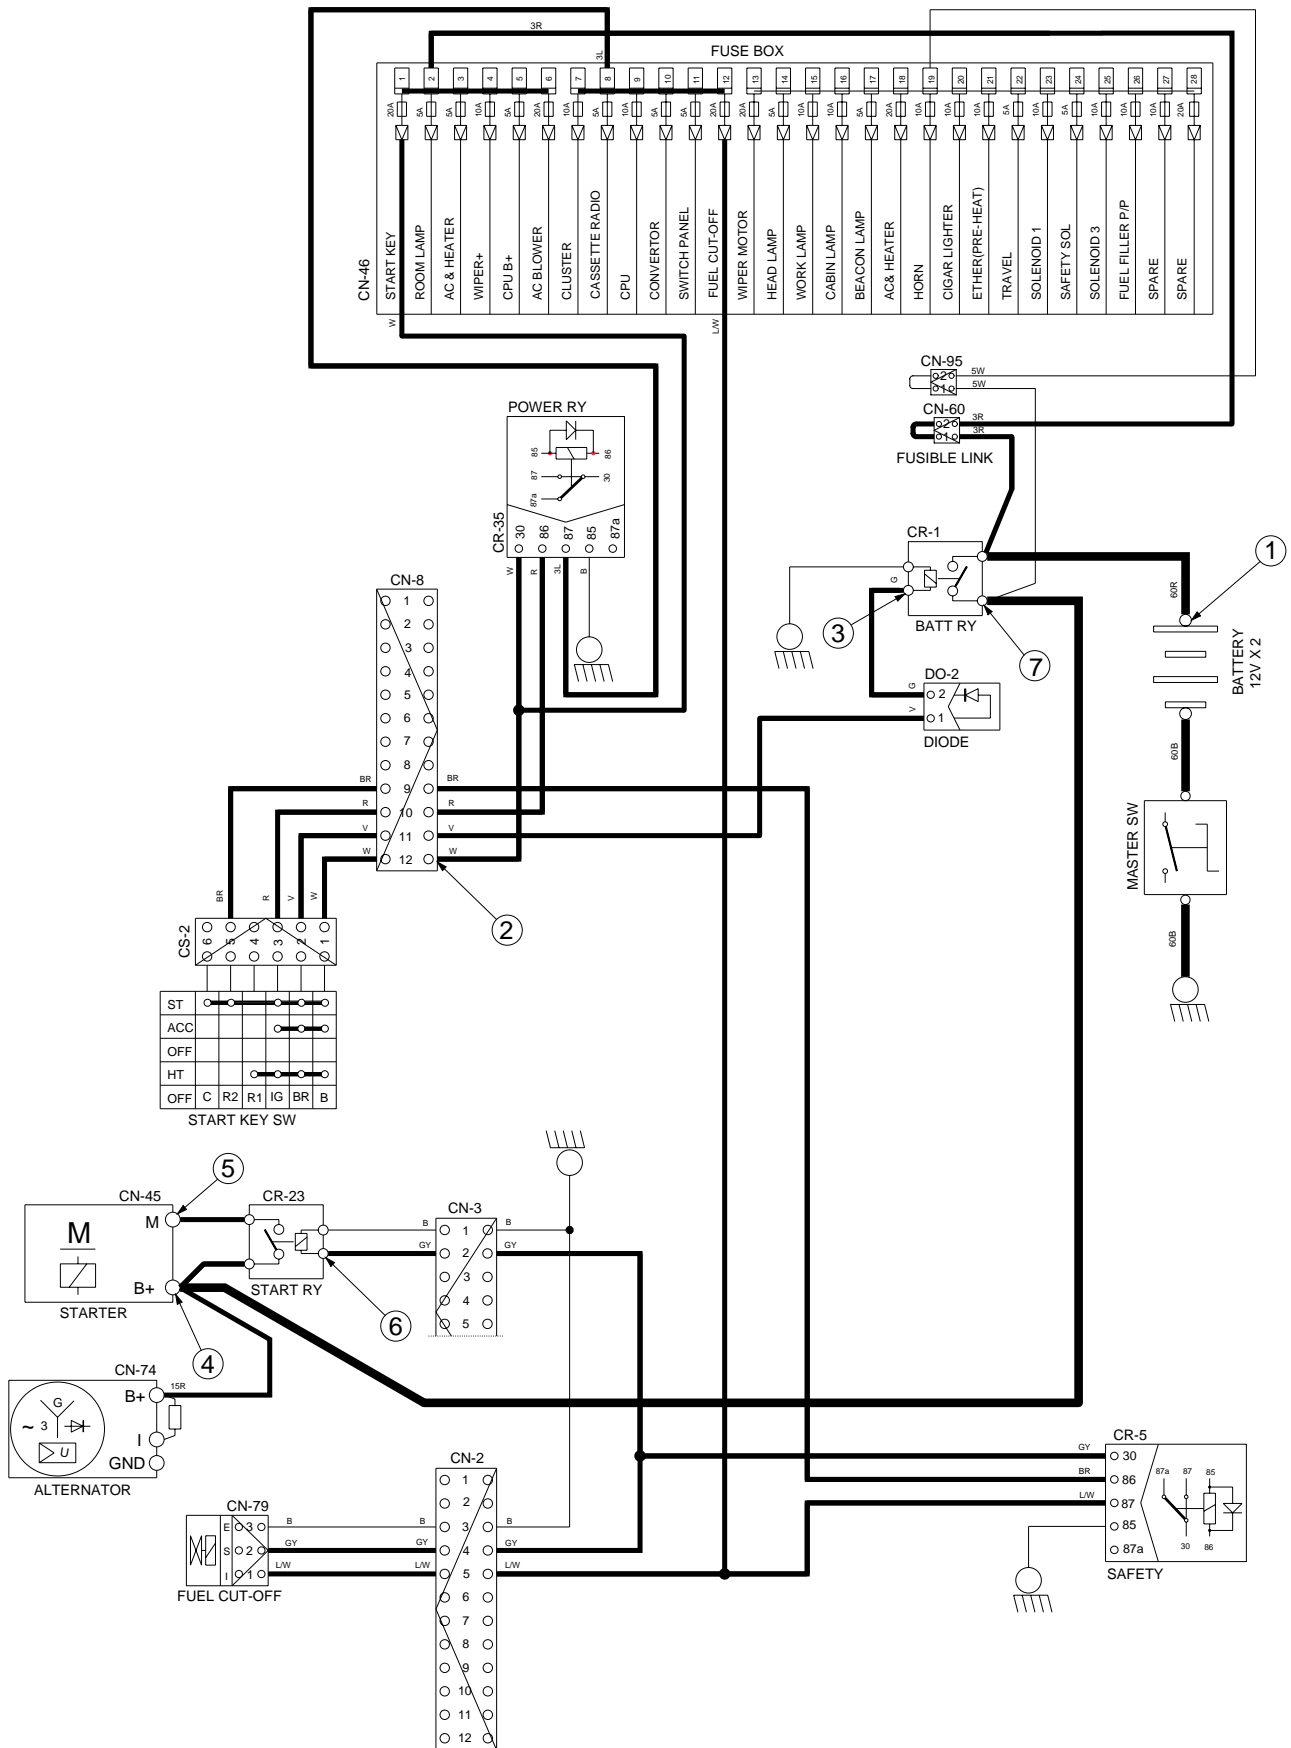 3R
3L
FUSE BOX
1 2 3 4 5 6 7 8 9 10 11 12 13 14 15 16 17 18 19 20 21 22 23 24 25 26 27 28
20A 5A 5A 10A 5A 20A 10A 5A 10A 5A 5A 20A 10A 5A 10A 10A 5A 20A 10A 10A 10A 5A 10A 5A 10A 10A 10A 20A
CN-46
START KEY
ROOM LAMP
AC & HEATER
WIPER+
CPU B+
AC BLOWER
CLUSTER
CASSETTE RADIO
CPU
CONVERTOR
SWITCH PANEL
FUEL CUT-OFF
WIPER MOTOR
HEAD LAMP
WORK LAMP
CABIN LAMP
BEACON LAMP
AC& HEATER
HORN
CIGAR LIGHTER
ETHER(PRE-HEAT)
TRAVEL
SOLENOID 1
SAFETY SOL
SOLENOID 3
FUEL FILLER P/P
SPARE
SPARE
W
L/W
CN-95
2 5W
1 5W
CN-60
2 3R
1 3R
FUSIBLE LINK
POWER RY
85 86
87 30
87a
CR-35
30 86 87 85 87a
W R 3L B
CR-1
G
BATT RY
3
7
1
60R
BATTERY
12V X 2
60B
MASTER SW
60B
DO-2
G 2
V 1
DIODE
CN-8
1
2
3
4
5
6
7
8
BR 9 BR
R 10 R
V 11 V
W 12 W
2
BR R V W
CS-2
6 5 4 3 2 1
ST
ACC
OFF
HT
OFF C R2 R1 IG BR B
START KEY SW
5
CN-45
M
M
B+
STARTER
4
CR-23
START RY
6
CN-3
B 1 B
GY 2 GY
3
4
5
CN-74
B+ 15R
I
GND
G
~ 3
U
ALTERNATOR
CN-79
E 3 B
S 2 GY
I 1 L/W
FUEL CUT-OFF
CN-2
1
2
B 3 B
GY 4 GY
L/W 5 L/W
6
7
8
9
10
11
12
CR-5
GY 30
BR 86
L/W 87
85
87a
87a 87 85
30 86
SAFETY